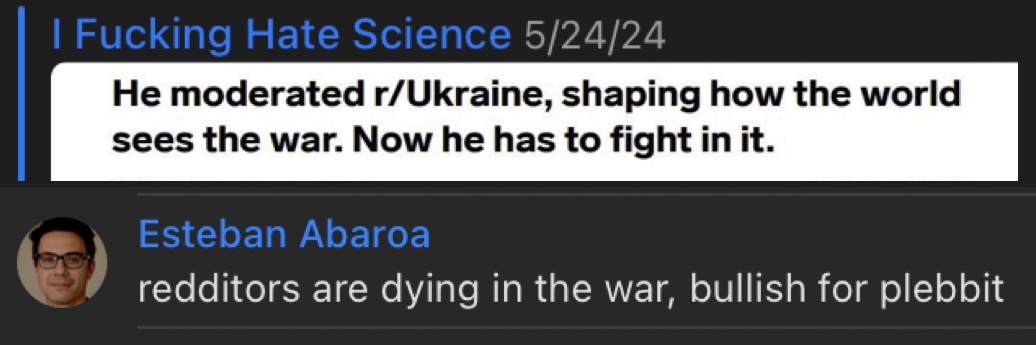 I Fucking Hate Science 5/24/24
He moderated r/Ukraine, shaping how the world
sees the war. Now he has to fight in it.
Esteban Abaroa
redditors are dying in the war, bullish for plebbit